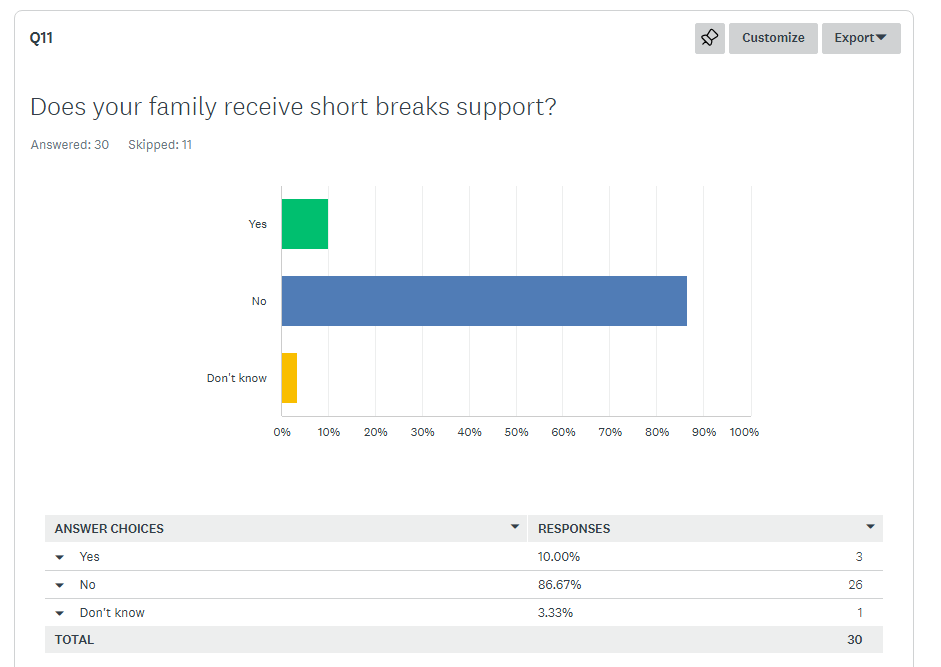 Q11
Customize
Export
Does your family receive short breaks support?
Answered: 30 Skipped: 11
Yes
No
Don't know
0% 10% 20% 30% 40% 50% 60% 70% 80% 90% 100%
ANSWER CHOICES RESPONSES
Yes 10.00% 3
No 86.67% 26
Don't know 3.33% 1
TOTAL 30